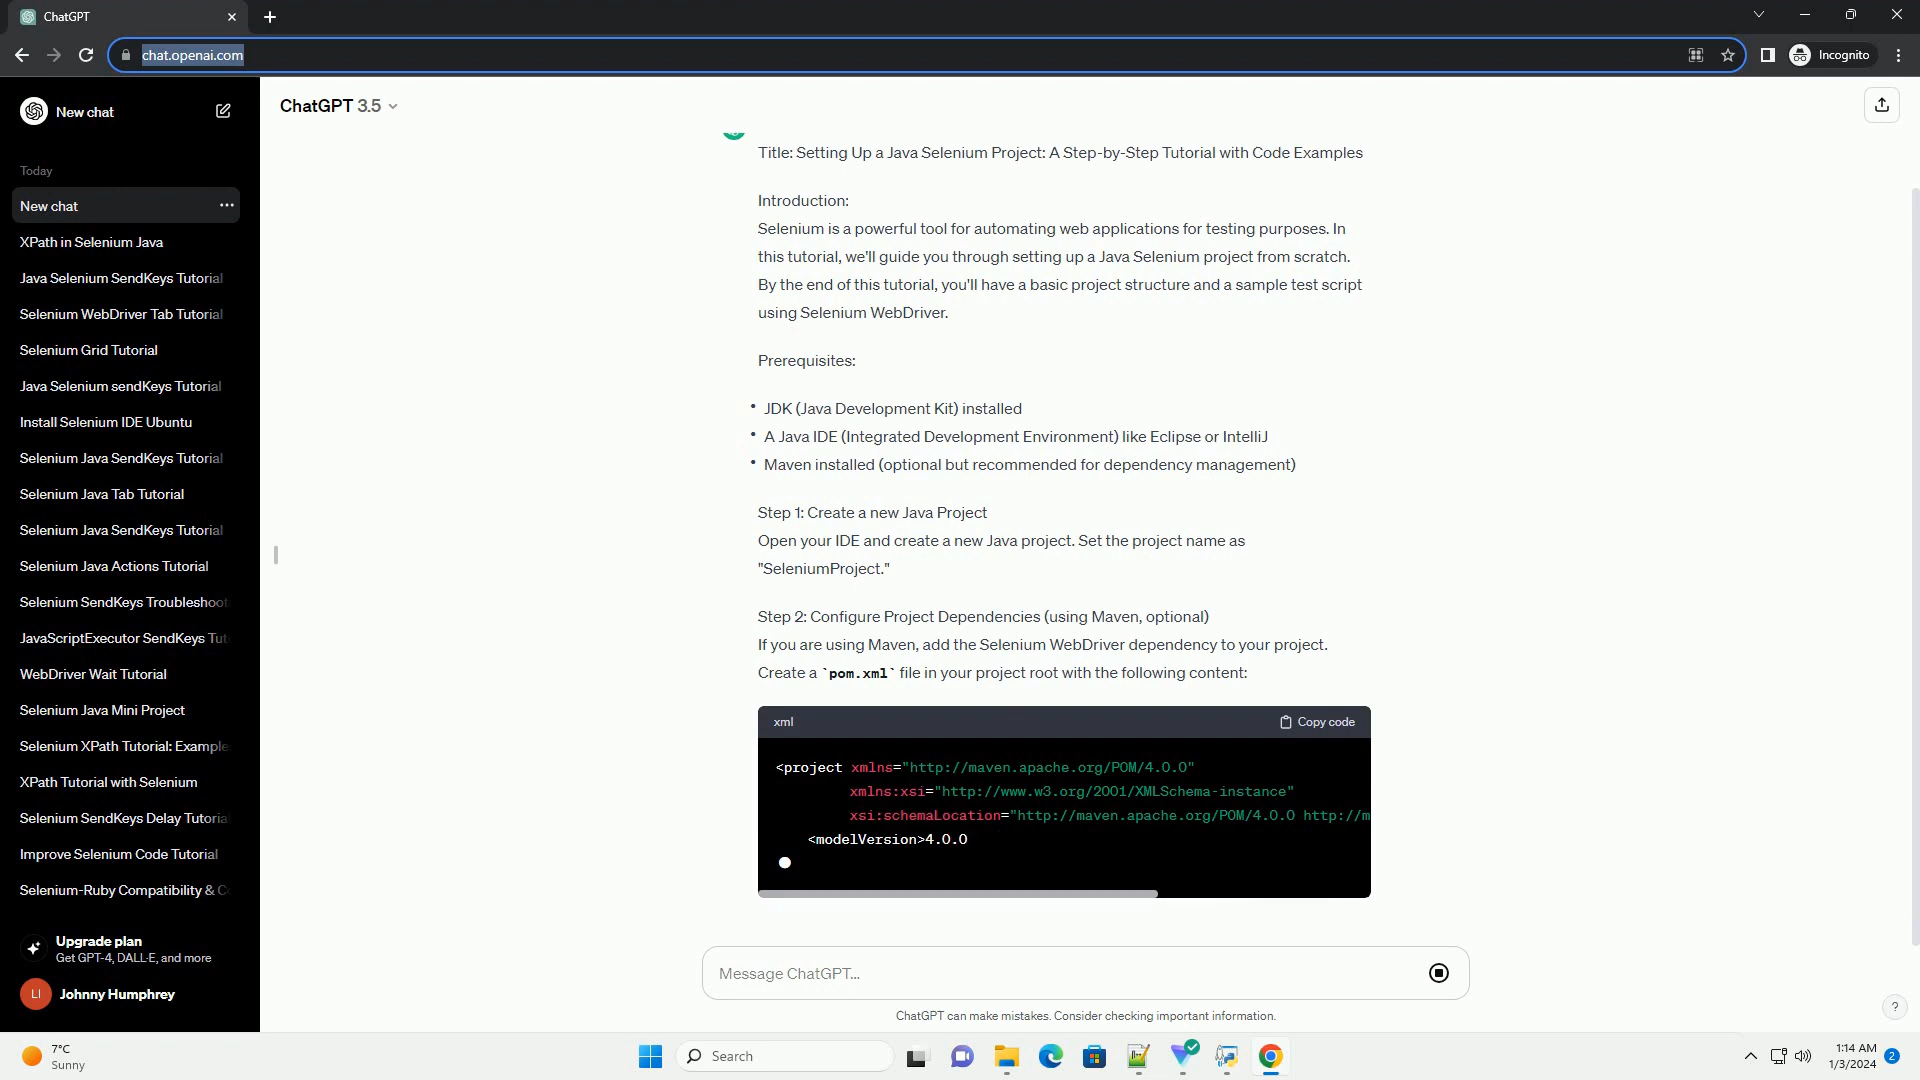 ChatGPT
chat.openai.com
Incognito
New chat
Today
New chat
XPath in Selenium Java
Java Selenium SendKeys Tutorial
Selenium WebDriver Tab Tutorial
Selenium Grid Tutorial
Java Selenium sendKeys Tutorial
Install Selenium IDE Ubuntu
Selenium Java SendKeys Tutorial
Selenium Java Tab Tutorial
Selenium Java SendKeys Tutorial
Selenium Java Actions Tutorial
Selenium SendKeys Troubleshoot
JavaScriptExecutor SendKeys Tut
WebDriver Wait Tutorial
Selenium Java Mini Project
Selenium XPath Tutorial: Example
XPath Tutorial with Selenium
Selenium SendKeys Delay Tutoria
Improve Selenium Code Tutorial
Selenium-Ruby Compatibility & C
Upgrade plan
Get GPT-4, DALL·E, and more
LI
Johnny Humphrey
ChatGPT 3.5
Title: Setting Up a Java Selenium Project: A Step-by-Step Tutorial with Code Examples
Introduction:
Selenium is a powerful tool for automating web applications for testing purposes. In
this tutorial, we'll guide you through setting up a Java Selenium project from scratch.
By the end of this tutorial, you'll have a basic project structure and a sample test script
using Selenium WebDriver.
Prerequisites:
• JDK (Java Development Kit) installed
• A Java IDE (Integrated Development Environment) like Eclipse or IntelliJ
• Maven installed (optional but recommended for dependency management)
Step 1: Create a new Java Project
Open your IDE and create a new Java project. Set the project name as
"SeleniumProject."
Step 2: Configure Project Dependencies (using Maven, optional)
If you are using Maven, add the Selenium WebDriver dependency to your project.
Create a `pom.xml` file in your project root with the following content:
xml
Copy code
<project xmlns="http://maven.apache.org/POM/4.0.0"
xmlns:xsi="http://www.w3.org/2001/XMLSchema-instance"
xsi:schemaLocation="http://maven.apache.org/POM/4.0.0 http://m
<modelVersion>4.0.0
Message ChatGPT...
ChatGPT can make mistakes. Consider checking important information.
?
7°C
Sunny
Search
1:14 AM
1/3/2024
2